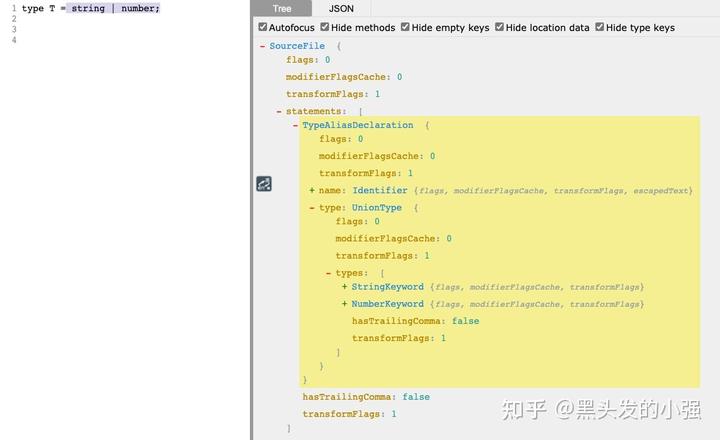 1 type T = string | number;
2
3
4
Tree JSON
Autofocus Hide methods Hide empty keys Hide location data Hide type keys
- SourceFile {
flags: 0
modifierFlagsCache: 0
transformFlags: 1
- statements: [
- TypeAliasDeclaration {
flags: 0
modifierFlagsCache: 0
transformFlags: 1
+ name: Identifier {flags, modifierFlagsCache, transformFlags, escapedText}
- type: UnionType {
flags: 0
modifierFlagsCache: 0
transformFlags: 1
- types: [
+ StringKeyword {flags, modifierFlagsCache, transformFlags}
+ NumberKeyword {flags, modifierFlagsCache, transformFlags}
hasTrailingComma: false
transformFlags: 1
]
}
}
hasTrailingComma: false
transformFlags: 1
]
知乎 @黑头发的小强